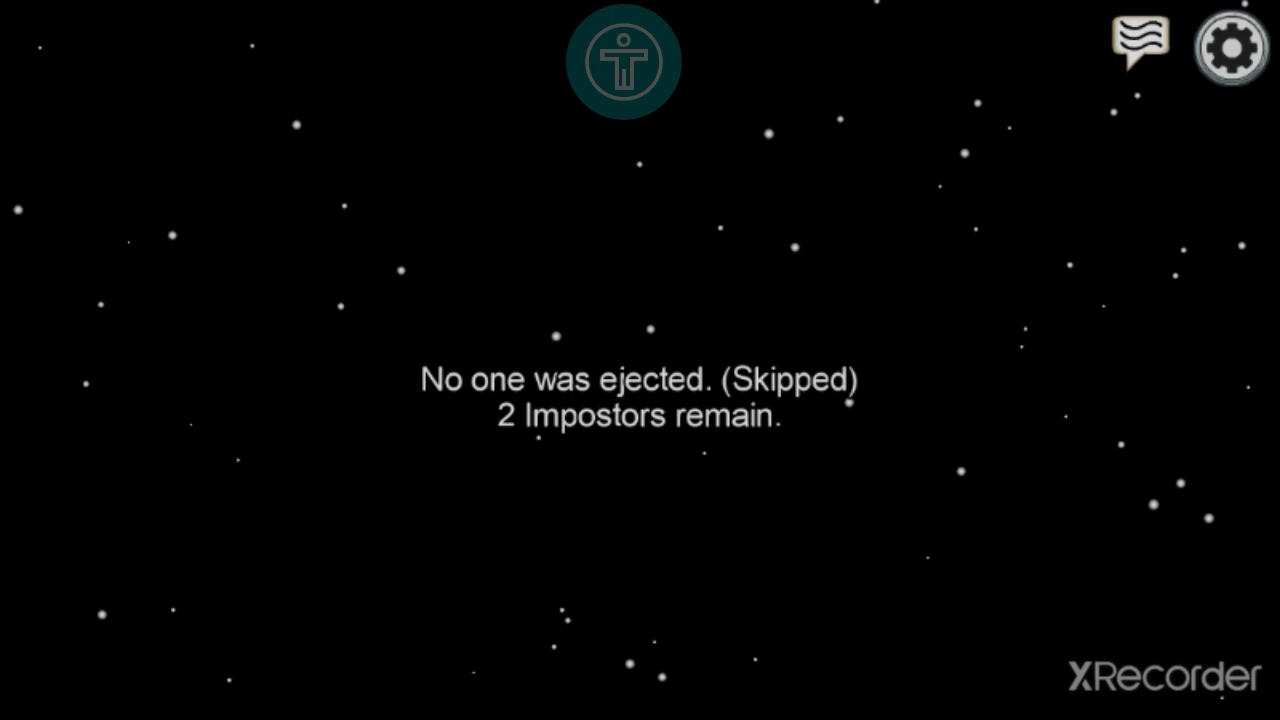 No one was ejected. (Skipped)
2 Impostors remain.
XRecorder